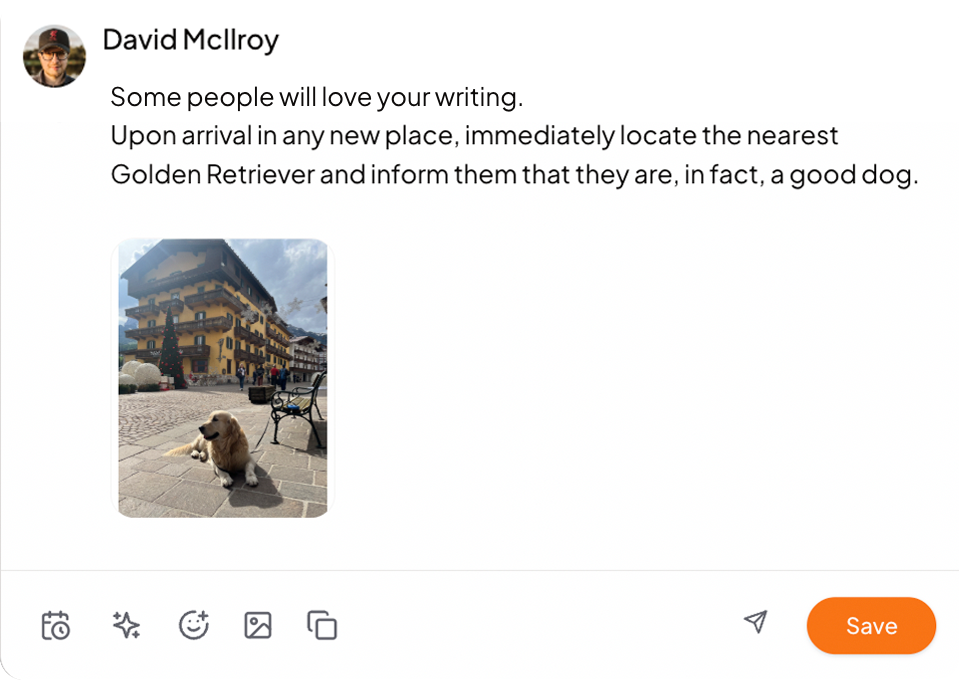 David McIlroy
Some people will love your writing.
Upon arrival in any new place, immediately locate the nearest
Golden Retriever and inform them that they are, in fact, a good dog.
Save